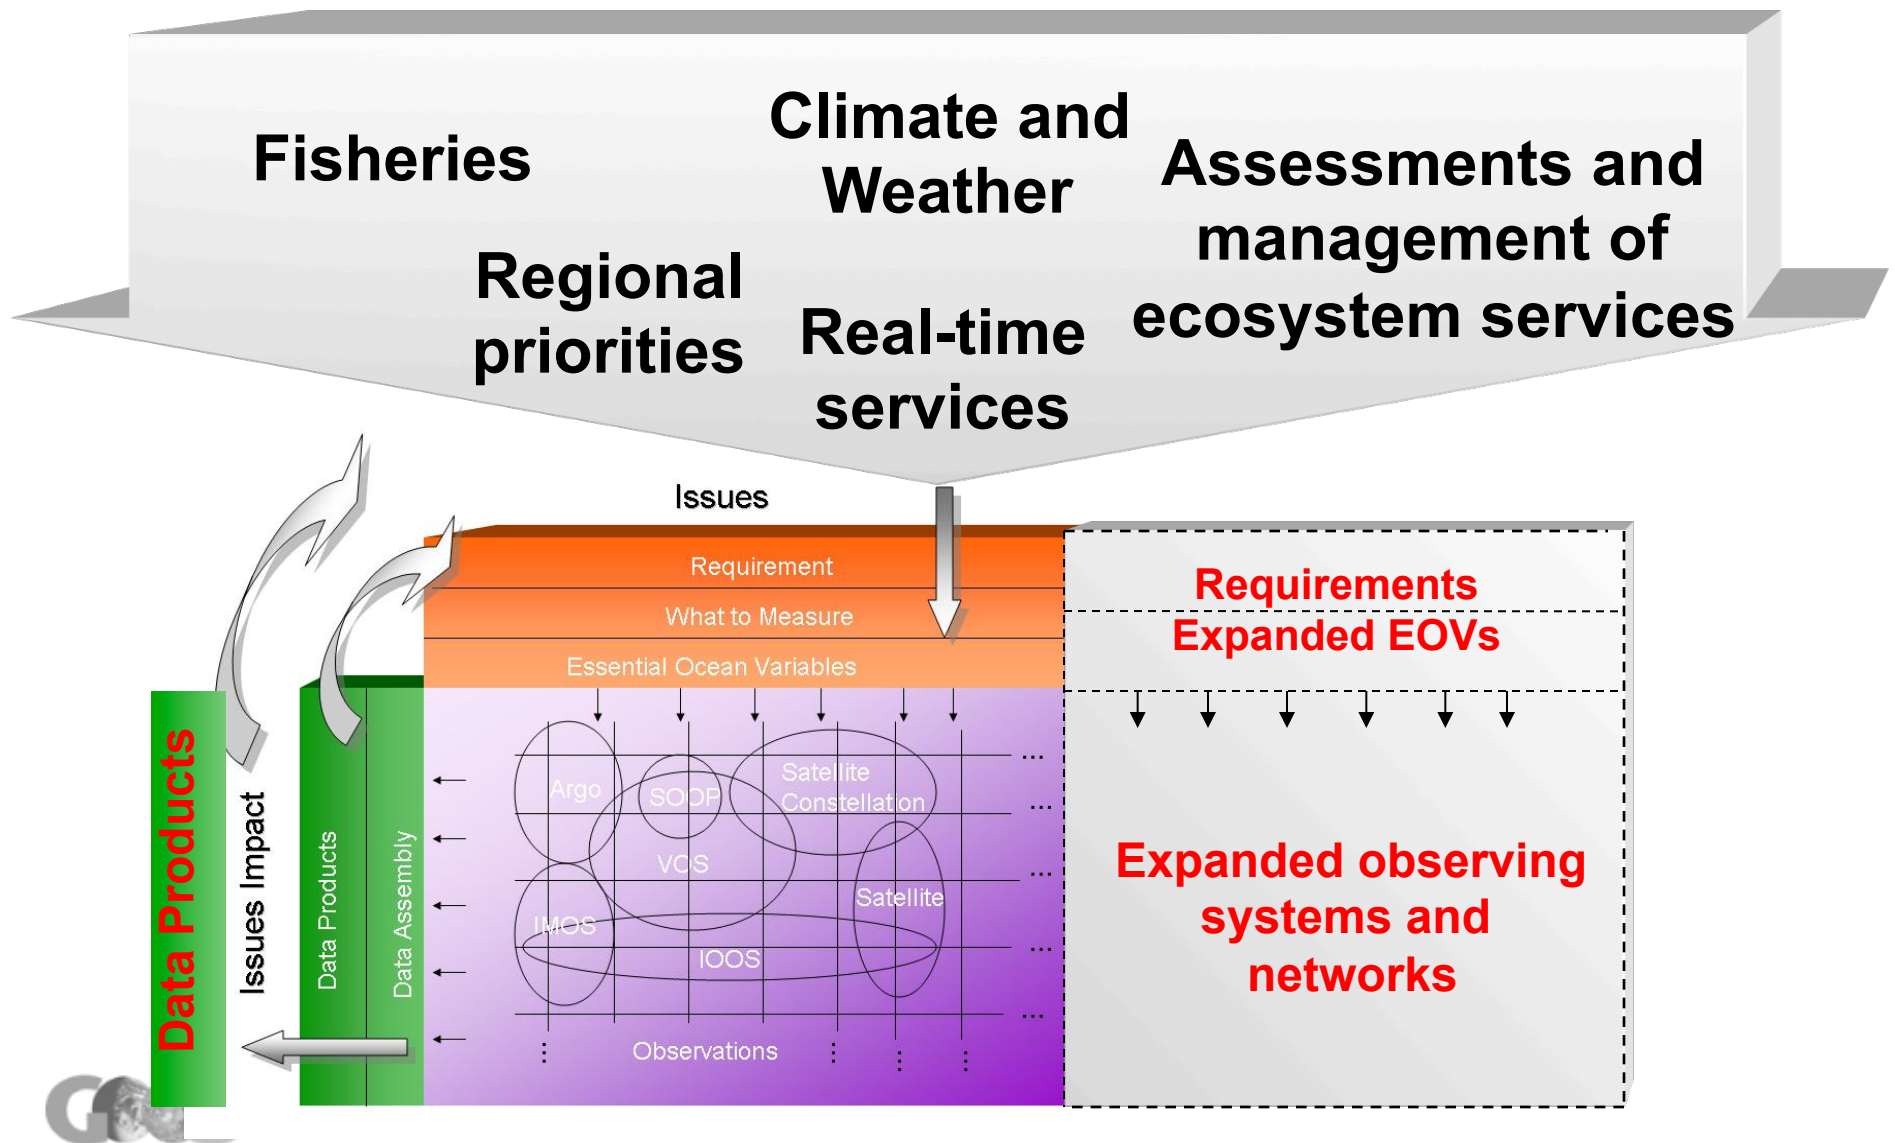 Fisheries
Climate and
Weather
Assessments and
management of
ecosystem services
Regional
priorities
Real-time
services
Issues
Requirement
What to Measure
Essential Ocean Variables
Requirements
Expanded EOVs
Argo
SOOP
Satellite
Constellation
VOS
Satellite
IMOS
IOOS
Observations
Expanded observing
systems and
networks
Data Products
Issues Impact
Data Products
Data Assembly